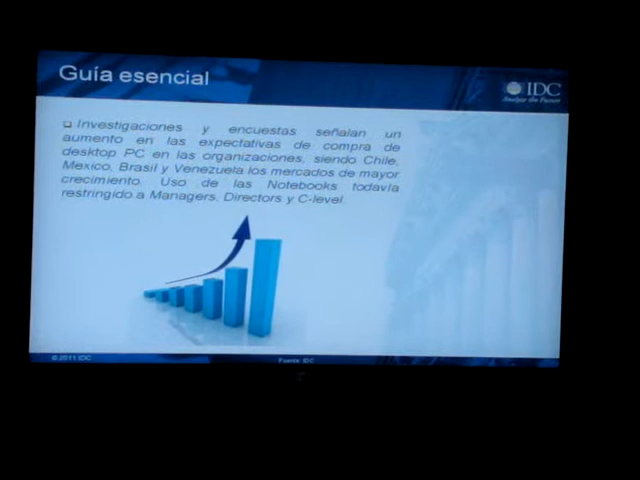 Guía esencial
IDC
Analyze the Future
Investigaciones y encuestas señalan un
aumento en las expectativas de compra de
desktop PC en las organizaciones, siendo Chile,
Mexico, Brasil y Venezuela los mercados de mayor
crecimiento. Uso de las Notebooks todavía
restringido a Managers, Directors y C-level.
© 2011 IDC
Fuente: IDC